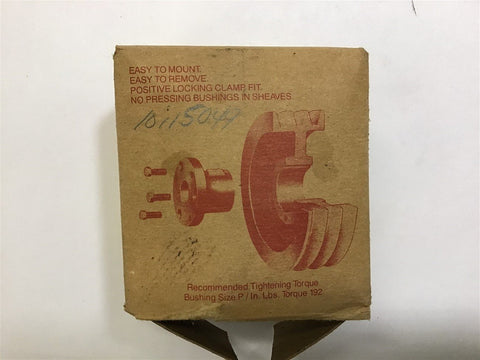 EASY TO MOUNT.
EASY TO REMOVE.
POSITIVE LOCKING CLAMP FIT.
NO PRESSING BUSHINGS IN SHEAVES.
Recommended Tightening Torque
Bushing Size P / In. Lbs. Torque 192